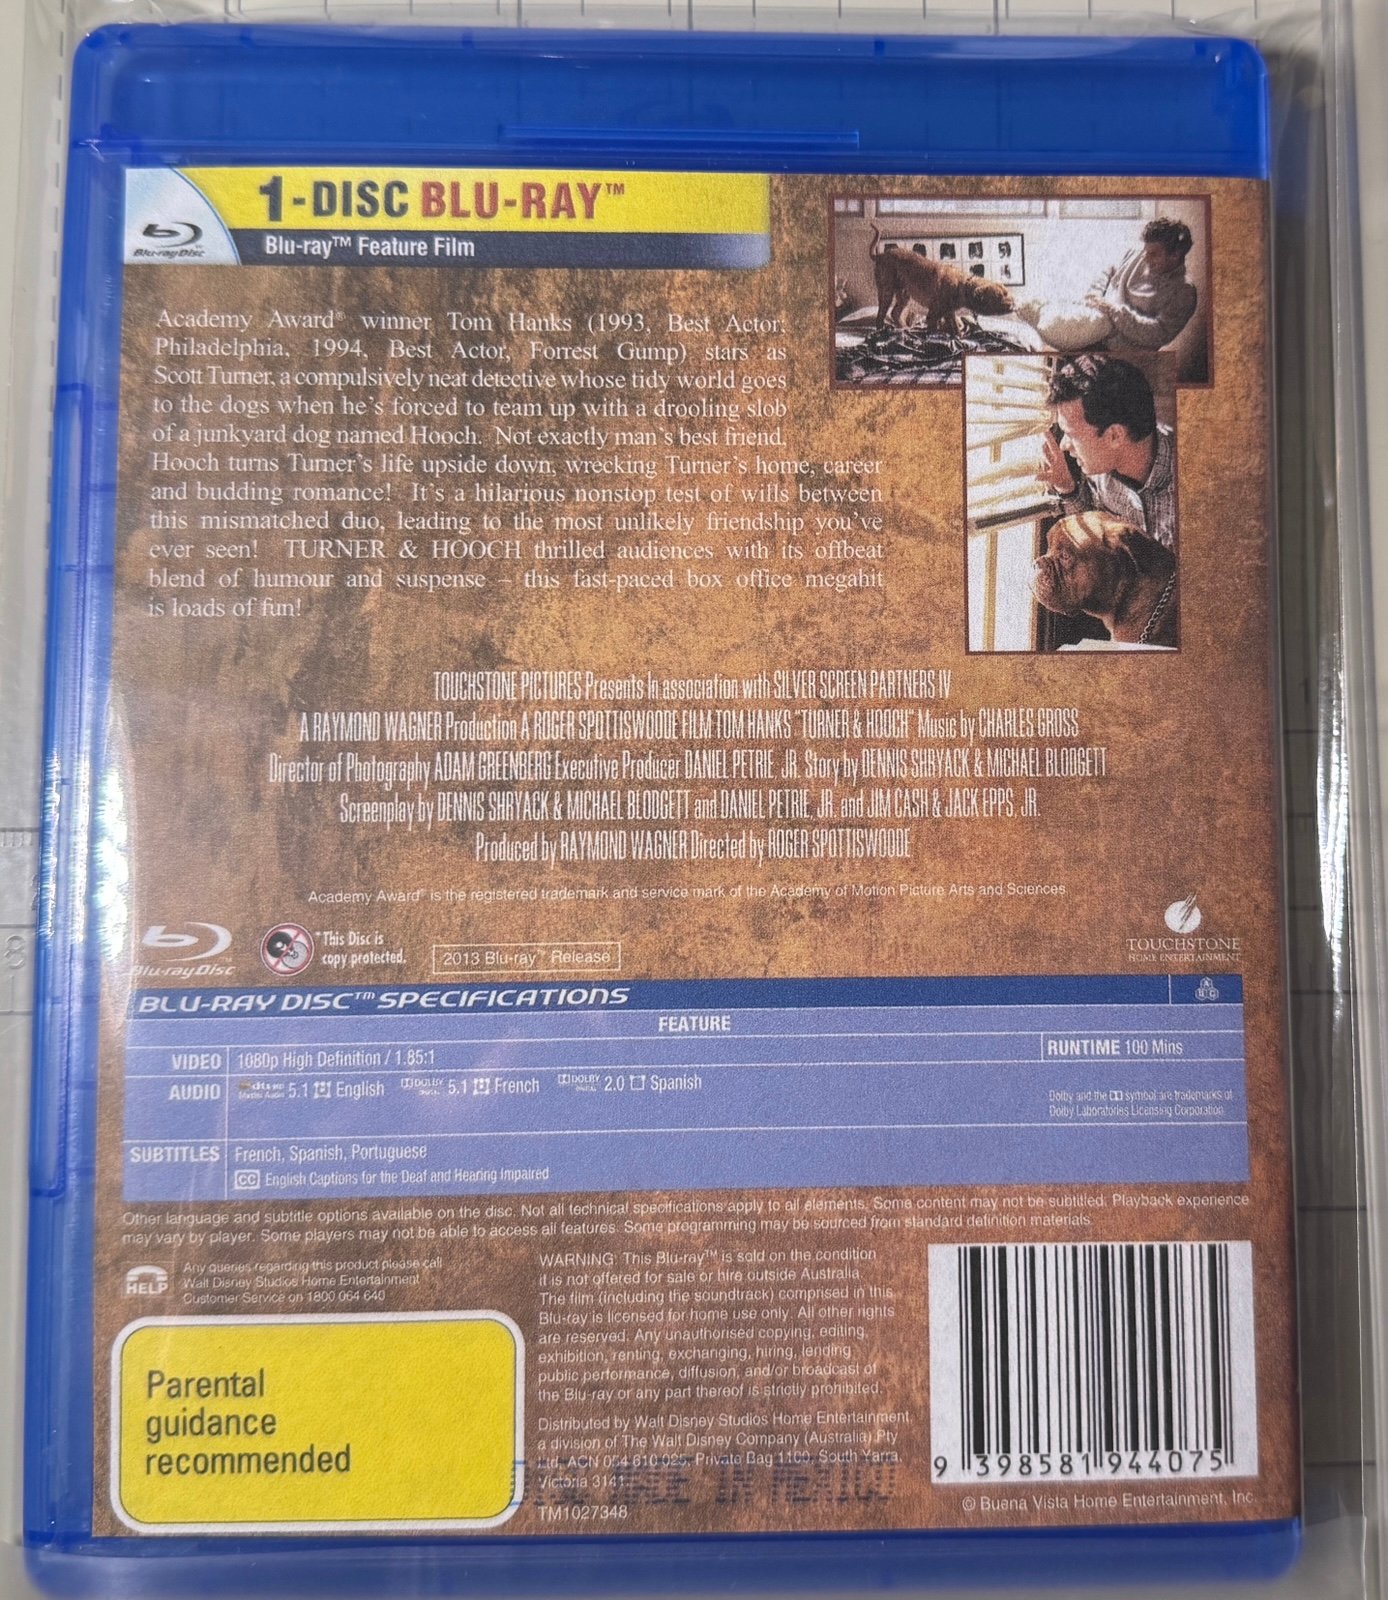 1-DISC BLU-RAY™
Blu-ray Disc
Blu-ray™ Feature Film
Academy Award® winner Tom Hanks (1993, Best Actor;
Philadelphia, 1994, Best Actor, Forrest Gump) stars as
Scott Turner, a compulsively neat detective whose tidy world goes
to the dogs when he's forced to team up with a drooling slob
of a junkyard dog named Hooch. Not exactly man's best friend,
Hooch turns Turner's life upside down, wrecking Turner's home, career
and budding romance! It's a hilarious nonstop test of wills between
this mismatched duo, leading to the most unlikely friendship you've
ever seen! TURNER & HOOCH thrilled audiences with its offbeat
blend of humour and suspense – this fast-paced box office megahit
is loads of fun!
TOUCHSTONE PICTURES Presents In association with SILVER SCREEN PARTNERS IV
A RAYMOND WAGNER Production A ROGER SPOTTISWOODE FILM TOM HANKS "TURNER & HOOCH" Music by CHARLES GROSS
Director of Photography ADAM GREENBERG Executive Producer DANIEL PETRIE, JR. Story by DENNIS SHRYACK & MICHAEL BLODGETT
Screenplay by DENNIS SHRYACK & MICHAEL BLODGETT and DANIEL PETRIE, JR. and JIM CASH & JACK EPPS, JR.
Produced by RAYMOND WAGNER Directed by ROGER SPOTTISWOODE
Academy Award® is the registered trademark and service mark of the Academy of Motion Picture Arts and Sciences
Blu-ray Disc
*This Disc is
copy protected.
2013 Blu-ray™ Release
TOUCHSTONE
HOME ENTERTAINMENT
BLU-RAY DISC™ SPECIFICATIONS
A B C
FEATURE
VIDEO 1080p High Definition / 1.85:1 RUNTIME 100 Mins
AUDIO dts-HD Master Audio 5.1 English DOLBY DIGITAL 5.1 French DOLBY DIGITAL 2.0 Spanish
Dolby and the symbol are trademarks of
Dolby Laboratories Licensing Corporation
SUBTITLES French, Spanish, Portuguese
CC English Captions for the Deaf and Hearing Impaired
Other language and subtitle options available on the disc. Not all technical specifications apply to all elements. Some content may not be subtitled. Playback experience
may vary by player. Some players may not be able to access all features. Some programming may be sourced from standard definition materials.
HELP
Any queries regarding this product please call
Walt Disney Studios Home Entertainment
Customer Service on 1800 064 640
Parental
guidance
recommended
WARNING: This Blu-ray™ is sold on the condition
it is not offered for sale or hire outside Australia.
The film (including the soundtrack) comprised in this
Blu-ray is licensed for home use only. All other rights
are reserved. Any unauthorised copying, editing,
exhibition, renting, exchanging, hiring, lending
public performance, diffusion, and/or broadcast of
the Blu-ray or any part thereof is strictly prohibited.
Distributed by Walt Disney Studios Home Entertainment
a division of The Walt Disney Company (Australia) Pty
Ltd, ACN 054 610 025, Private Bag 1100, South Yarra,
Victoria 3141.
IN MEXICO
TM1027348
9 398581 944075
© Buena Vista Home Entertainment, Inc.
8